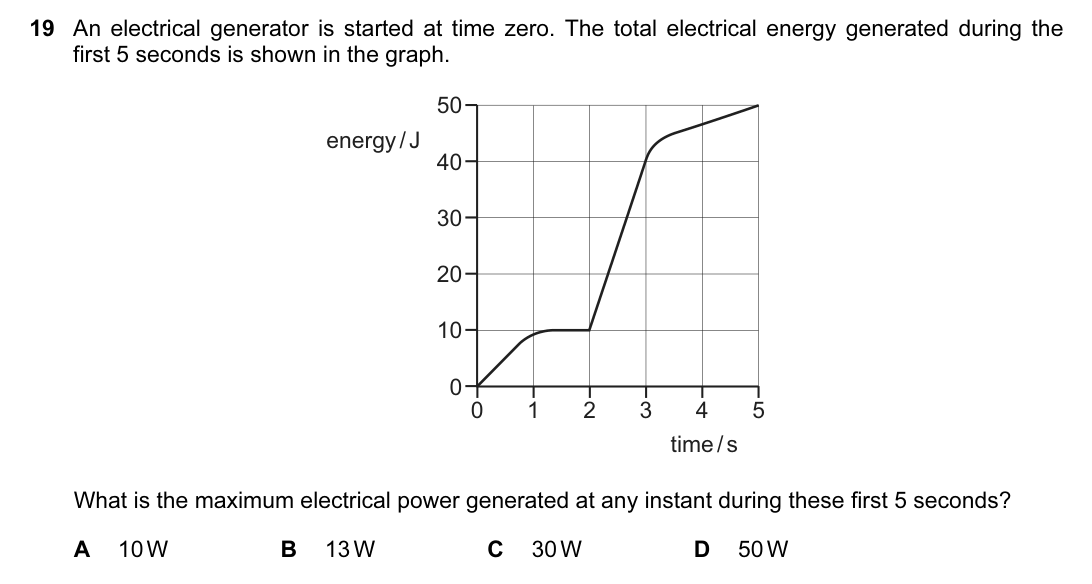 19 An electrical generator is started at time zero. The total electrical energy generated during the
first 5 seconds is shown in the graph.
50
energy / J
40
30
20
10
0
0 1 2 3 4 5
time / s
What is the maximum electrical power generated at any instant during these first 5 seconds?
A 10 W B 13 W C 30 W D 50 W